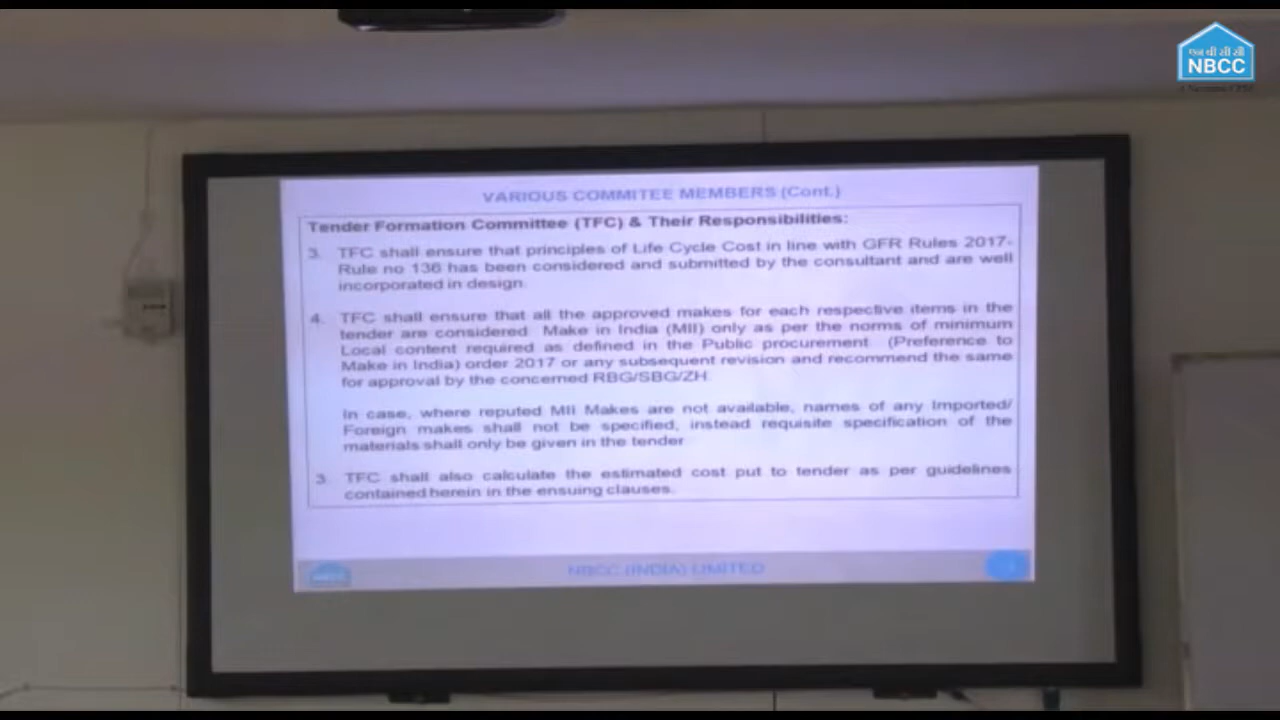 एन बी सी सी
NBCC
VARIOUS COMMITEE MEMBERS (Cont.)
Tender Formation Committee (TFC) & Their Responsibilities:
3. TFC shall ensure that principles of Life Cycle Cost in line with GFR Rules 2017-
Rule no 136 has been considered and submitted by the consultant and are well
incorporated in design.
4. TFC shall ensure that all the approved makes for each respective items in the
tender are considered Make in India (MII) only as per the norms of minimum
Local content required as defined in the Public procurement (Preference to
Make in India) order 2017 or any subsequent revision and recommend the same
for approval by the concerned RBG/SBG/ZH
In case, where reputed MII Makes are not available, names of any Imported/
Foreign makes shall not be specified, instead requisite specification of the
materials shall only be given in the tender
3 TFC shall also calculate the estimated cost put to tender as per guidelines
contained herein in the ensuing clauses.
NBCC (INDIA) LIMITED